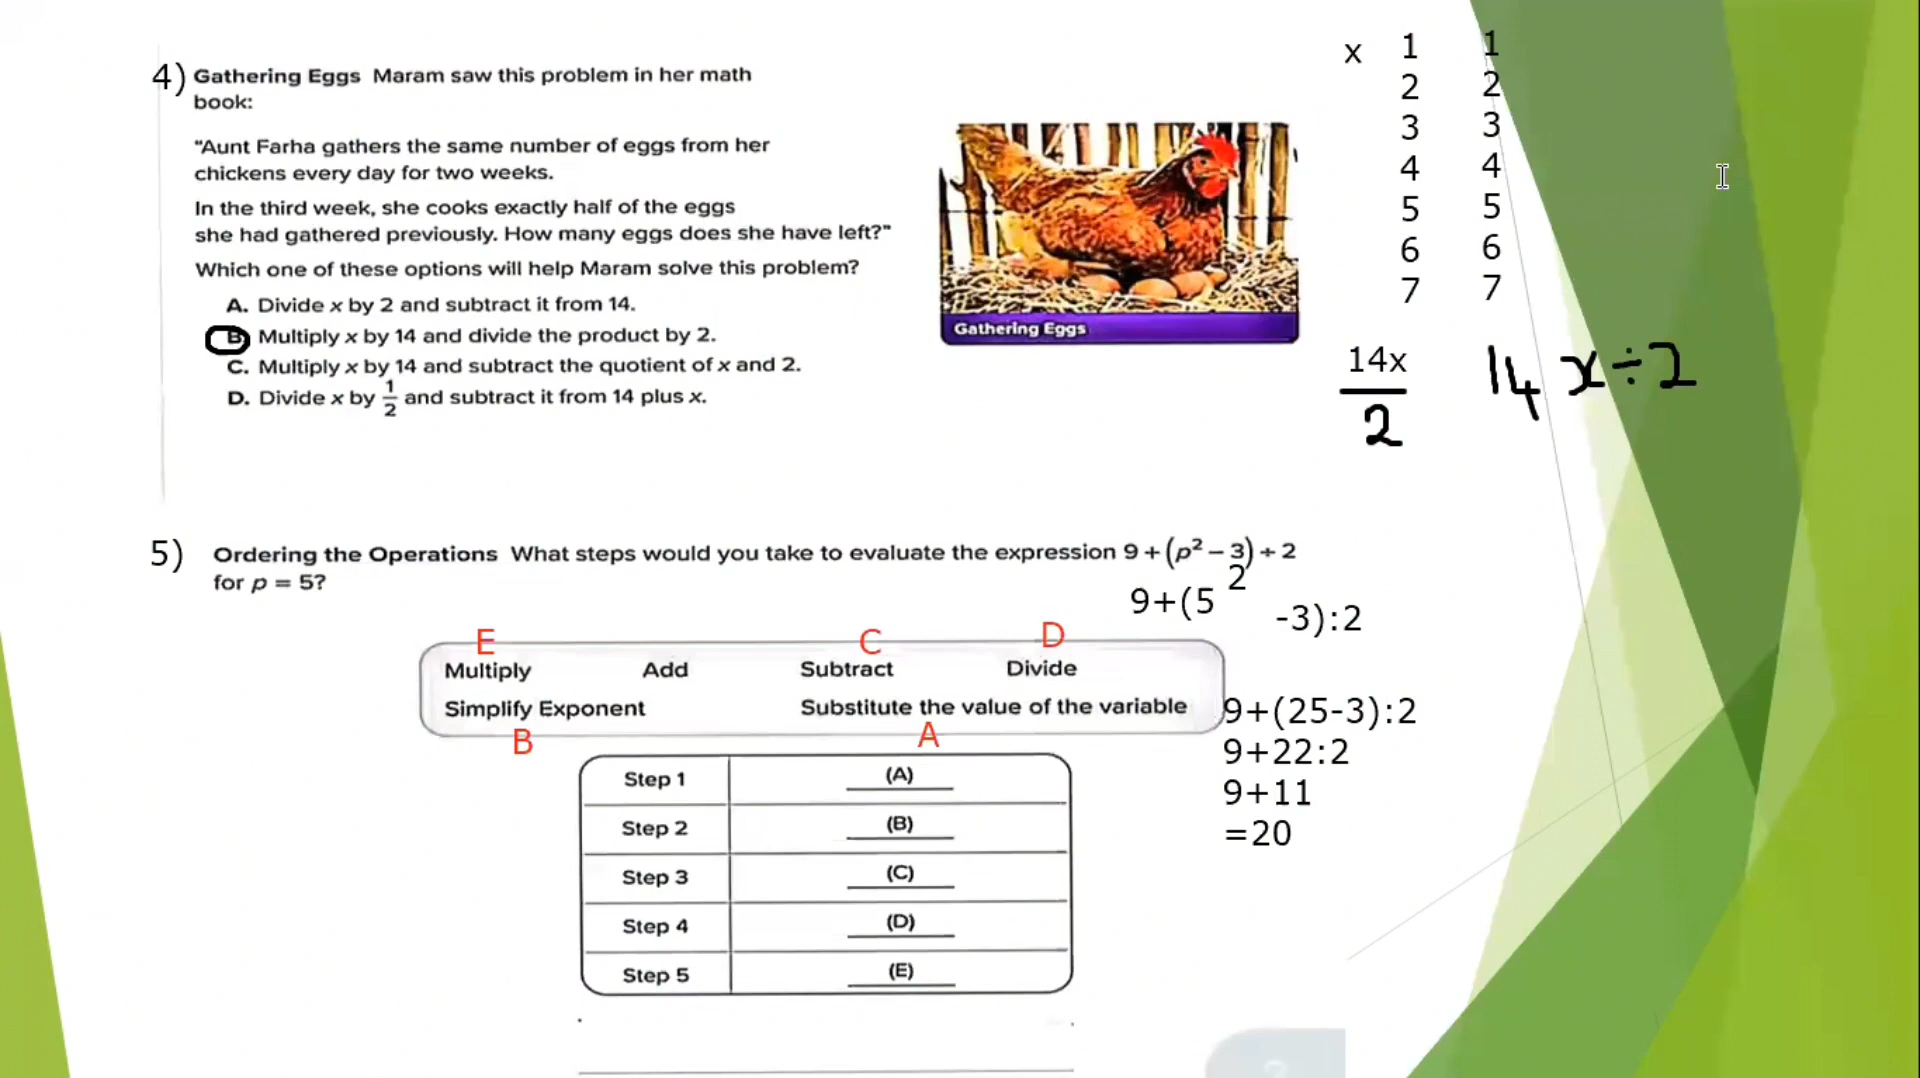 4) Gathering Eggs Maram saw this problem in her math
book:
“Aunt Farha gathers the same number of eggs from her
chickens every day for two weeks.
In the third week, she cooks exactly half of the eggs
she had gathered previously. How many eggs does she have left?”
Which one of these options will help Maram solve this problem?
A. Divide x by 2 and subtract it from 14.
B. Multiply x by 14 and divide the product by 2.
C. Multiply x by 14 and subtract the quotient of x and 2.
D. Divide x by 1/2 and subtract it from 14 plus x.
Gathering Eggs
x 1 1
2 2
3 3
4 4
5 5
6 6
7 7
14x
2
14 x ÷ 2
5) Ordering the Operations What steps would you take to evaluate the expression 9 + (p² − 3) ÷ 2
for p = 5?
2
9+(5
-3):2
E C D
Multiply Add Subtract Divide
Simplify Exponent Substitute the value of the variable
B A
9+(25-3):2
9+22:2
9+11
=20
Step 1 (A)
Step 2 (B)
Step 3 (C)
Step 4 (D)
Step 5 (E)